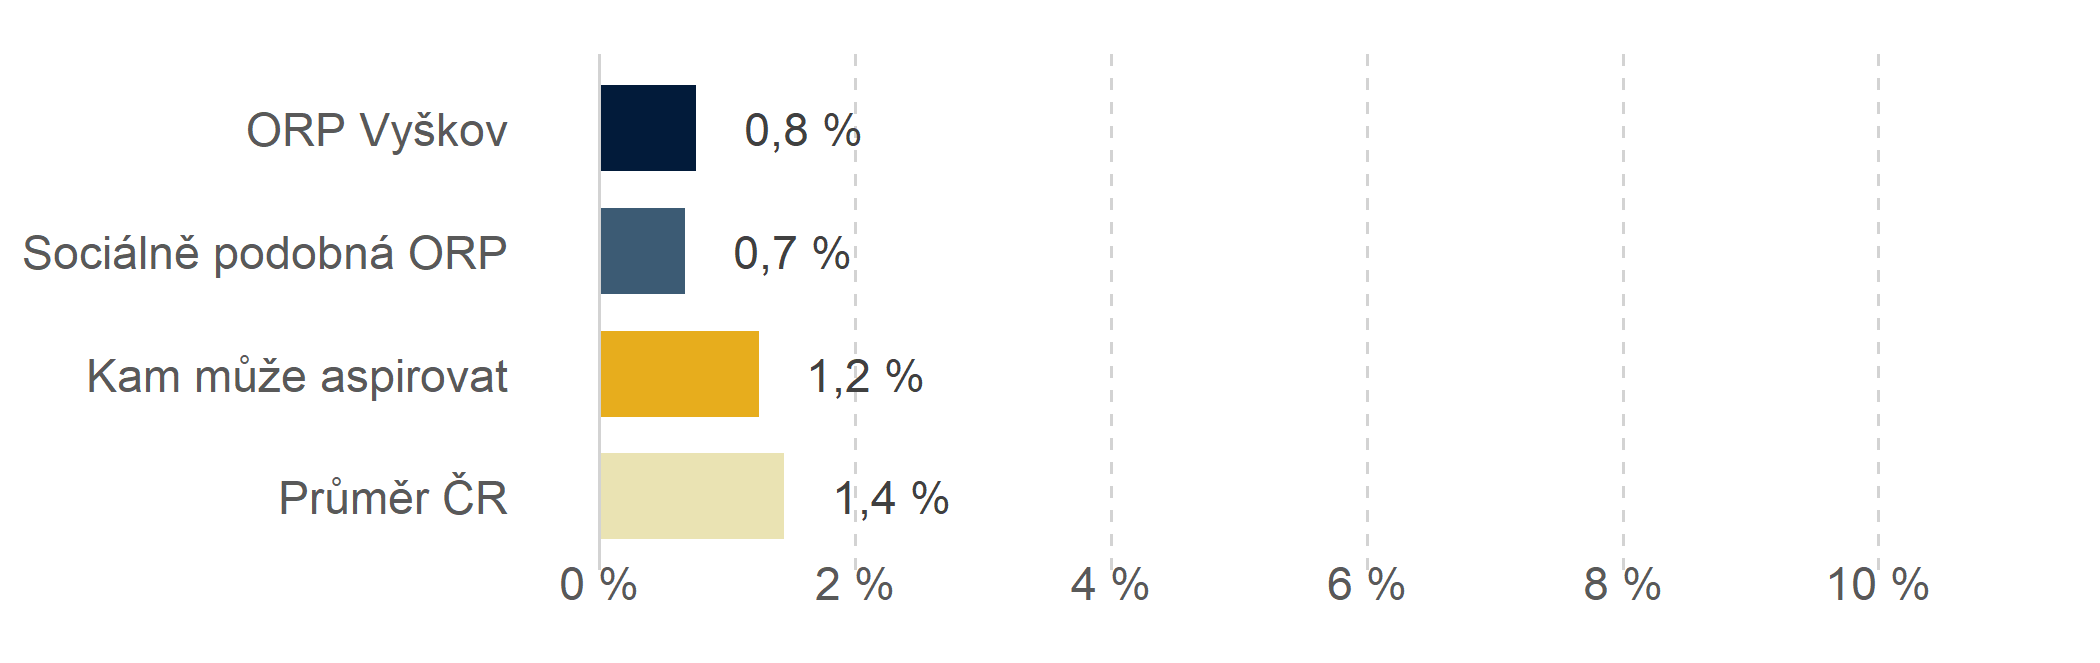 ORP Vyškov 0,8 %
Sociálně podobná ORP 0,7 %
Kam může aspirovat 1,2 %
Průměr ČR 1,4 %
0 % 2 % 4 % 6 % 8 % 10 %